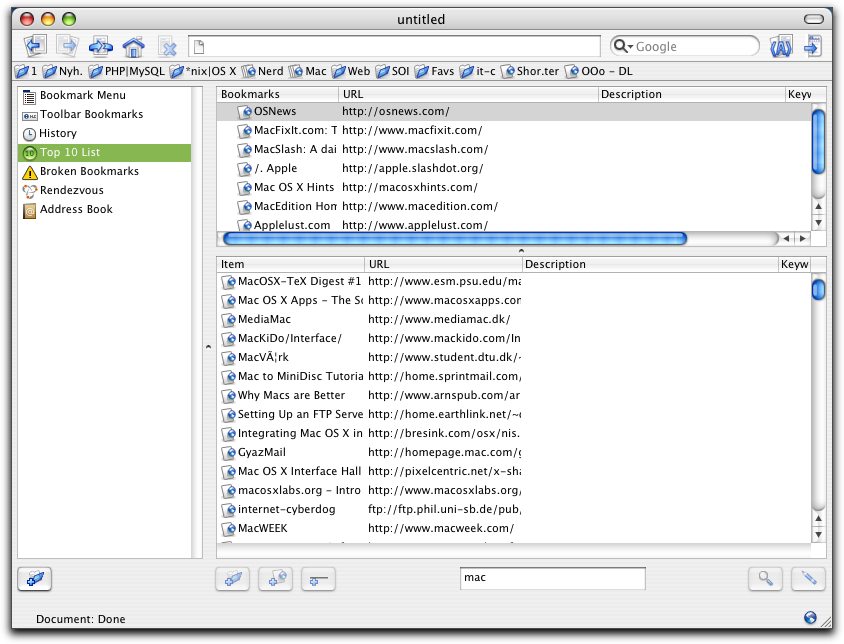 untitled
Google
1 Nyh. PHP|MySQL *nix|OS X Nerd Mac Web SOI Favs it-c Shor.ter OOo - DL
Bookmark Menu
Toolbar Bookmarks
History
10 Top 10 List
Broken Bookmarks
Rendezvous
Address Book
Bookmarks URL Description Keyw
OSNews http://osnews.com/
MacFixIt.com: T http://www.macfixit.com/
MacSlash: A dai http://www.macslash.com/
/. Apple http://apple.slashdot.org/
Mac OS X Hints http://macosxhints.com/
MacEdition Hom http://www.macedition.com/
Applelust.com http://www.applelust.com/
Item URL Description Keyw
MacOSX-TeX Digest #1 http://www.esm.psu.edu/ma
Mac OS X Apps - The So http://www.macosxapps.con
MediaMac http://www.mediamac.dk/
MacKiDo/Interface/ http://www.mackido.com/In
MacVÃ¦rk http://www.student.dtu.dk/~
Mac to MiniDisc Tutoria http://home.sprintmail.com,
Why Macs are Better http://www.arnspub.com/ar
Setting Up an FTP Serve http://home.earthlink.net/~c
Integrating Mac OS X in http://bresink.com/osx/nis.
GyazMail http://homepage.mac.com/g
Mac OS X Interface Hall http://pixelcentric.net/x-sha
macosxlabs.org - Intro http://www.macosxlabs.org,
internet-cyberdog ftp://ftp.phil.uni-sb.de/pub,
MacWEEK http://www.macweek.com/
mac
Document: Done